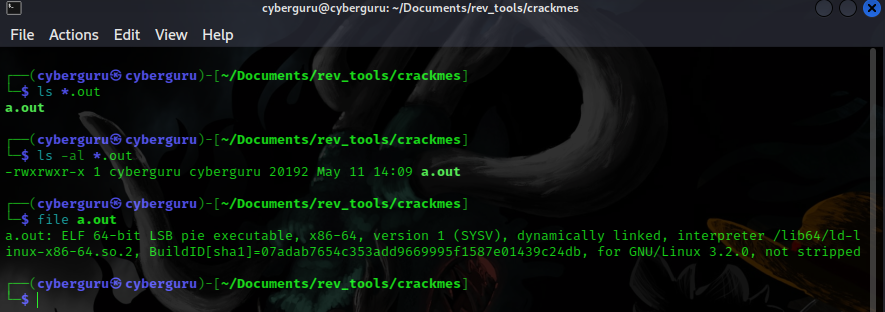 cyberguru@cyberguru: ~/Documents/rev_tools/crackmes
File Actions Edit View Help
┌──(cyberguru㉿cyberguru)-[~/Documents/rev_tools/crackmes]
└─$ ls *.out
a.out
┌──(cyberguru㉿cyberguru)-[~/Documents/rev_tools/crackmes]
└─$ ls -al *.out
-rwxrwxr-x 1 cyberguru cyberguru 20192 May 11 14:09 a.out
┌──(cyberguru㉿cyberguru)-[~/Documents/rev_tools/crackmes]
└─$ file a.out
a.out: ELF 64-bit LSB pie executable, x86-64, version 1 (SYSV), dynamically linked, interpreter /lib64/ld-l
inux-x86-64.so.2, BuildID[sha1]=07adab7654c353add9669995f1587e01439c24db, for GNU/Linux 3.2.0, not stripped
┌──(cyberguru㉿cyberguru)-[~/Documents/rev_tools/crackmes]
└─$